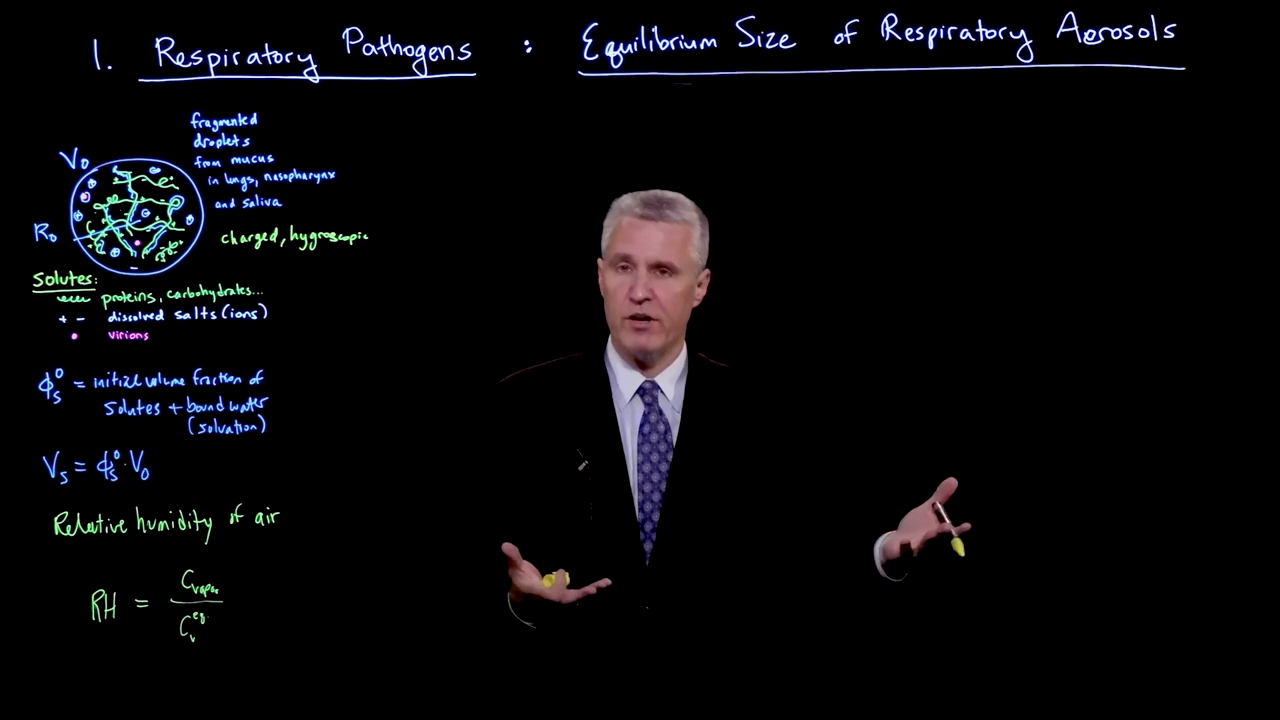 1. Respiratory Pathogens : Equilibrium Size of Respiratory Aerosols
V0
R0
fragmented
droplets
from mucus
in lungs, nasopharynx
and saliva
charged, hygroscopic
Solutes:
proteins, carbohydrates...
+ - dissolved salts (ions)
virions
ϕs⁰ = initial volume fraction of
solutes + bound water
(solvation)
Vs = ϕs⁰ · V0
Relative humidity of air
RH = Cvapor / Cv^eq.